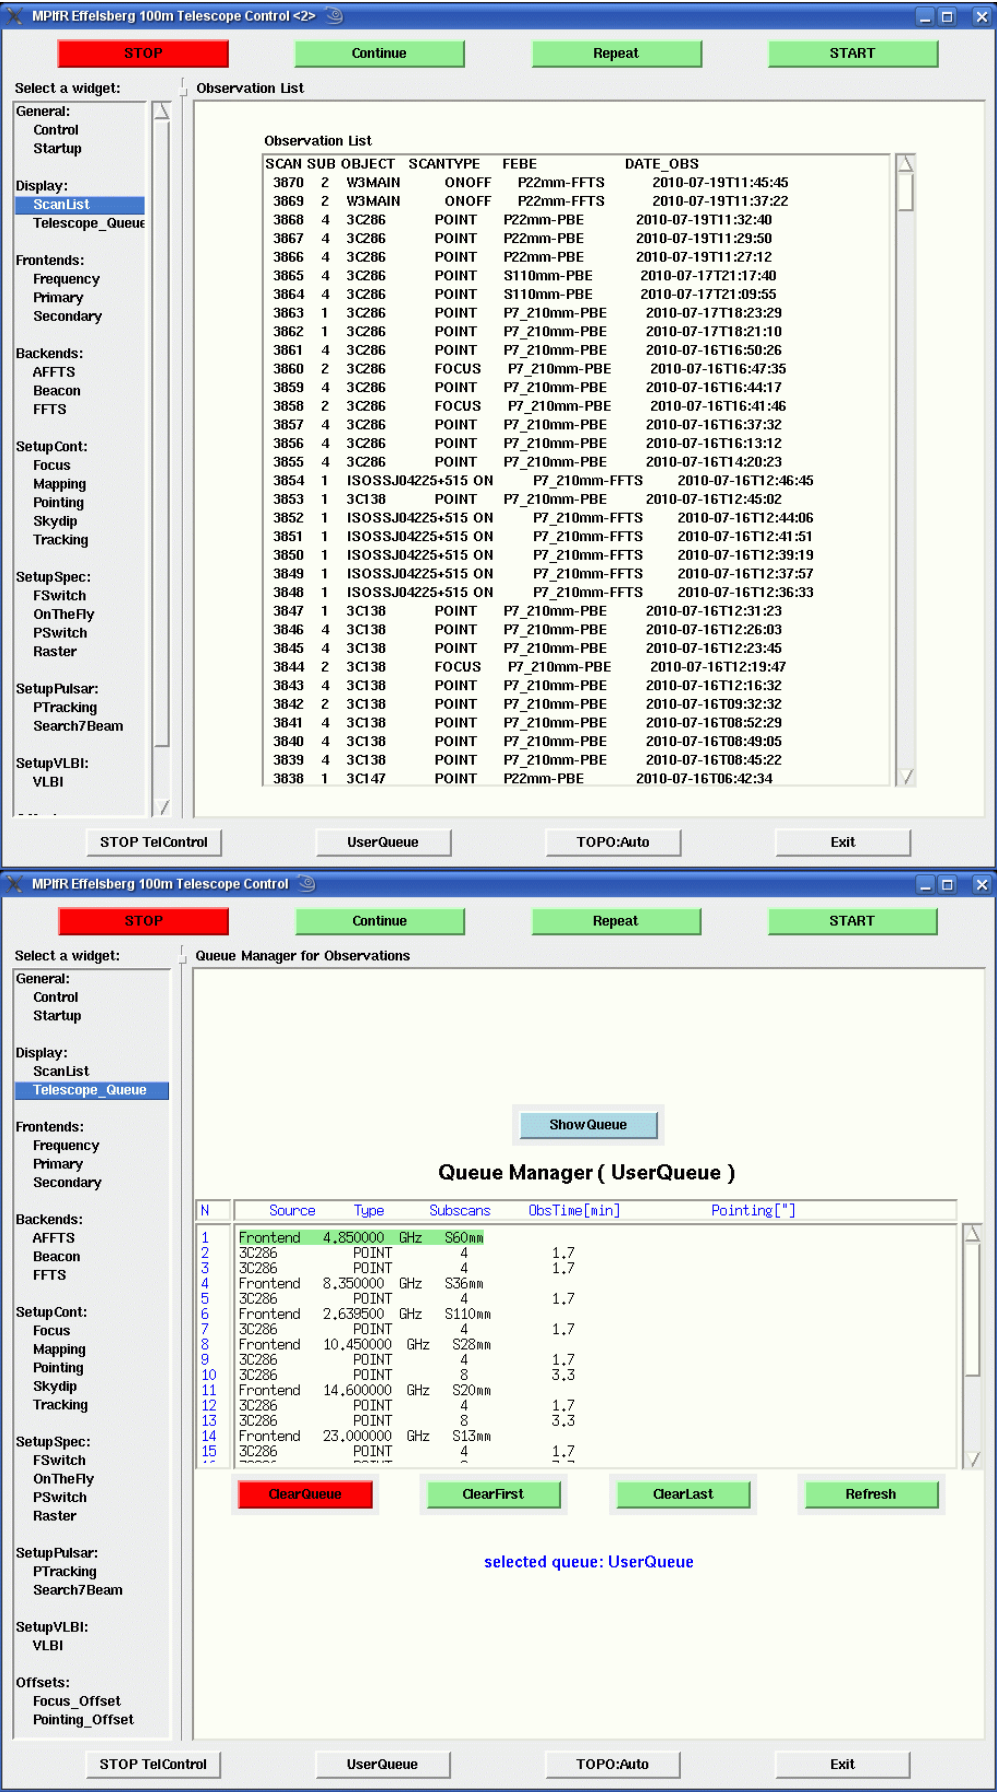 MPIfR Effelsberg 100m Telescope Control <2>
STOP Continue Repeat START
Select a widget: Observation List
General:
Control
Startup
Display:
ScanList
Telescope_Queue
Frontends:
Frequency
Primary
Secondary
Backends:
AFFTS
Beacon
FFTS
SetupCont:
Focus
Mapping
Pointing
Skydip
Tracking
SetupSpec:
FSwitch
OnTheFly
PSwitch
Raster
SetupPulsar:
PTracking
Search7Beam
SetupVLBI:
VLBI
Observation List
SCAN SUB OBJECT SCANTYPE FEBE DATE_OBS
3870 2 W3MAIN ONOFF P22mm-FFTS 2010-07-19T11:45:45
3869 2 W3MAIN ONOFF P22mm-FFTS 2010-07-19T11:37:22
3868 4 3C286 POINT P22mm-PBE 2010-07-19T11:32:40
3867 4 3C286 POINT P22mm-PBE 2010-07-19T11:29:50
3866 4 3C286 POINT P22mm-PBE 2010-07-19T11:27:12
3865 4 3C286 POINT S110mm-PBE 2010-07-17T21:17:40
3864 4 3C286 POINT S110mm-PBE 2010-07-17T21:09:55
3863 1 3C286 POINT P7_210mm-PBE 2010-07-17T18:23:29
3862 1 3C286 POINT P7_210mm-PBE 2010-07-17T18:21:10
3861 4 3C286 POINT P7_210mm-PBE 2010-07-16T16:50:26
3860 2 3C286 FOCUS P7_210mm-PBE 2010-07-16T16:47:35
3859 4 3C286 POINT P7_210mm-PBE 2010-07-16T16:44:17
3858 2 3C286 FOCUS P7_210mm-PBE 2010-07-16T16:41:46
3857 4 3C286 POINT P7_210mm-PBE 2010-07-16T16:37:32
3856 4 3C286 POINT P7_210mm-PBE 2010-07-16T16:13:12
3855 4 3C286 POINT P7_210mm-PBE 2010-07-16T14:20:23
3854 1 ISOSSJ04225+515 ON P7_210mm-FFTS 2010-07-16T12:46:45
3853 1 3C138 POINT P7_210mm-PBE 2010-07-16T12:45:02
3852 1 ISOSSJ04225+515 ON P7_210mm-FFTS 2010-07-16T12:44:06
3851 1 ISOSSJ04225+515 ON P7_210mm-FFTS 2010-07-16T12:41:51
3850 1 ISOSSJ04225+515 ON P7_210mm-FFTS 2010-07-16T12:39:19
3849 1 ISOSSJ04225+515 ON P7_210mm-FFTS 2010-07-16T12:37:57
3848 1 ISOSSJ04225+515 ON P7_210mm-FFTS 2010-07-16T12:36:33
3847 1 3C138 POINT P7_210mm-PBE 2010-07-16T12:31:23
3846 4 3C138 POINT P7_210mm-PBE 2010-07-16T12:26:03
3845 4 3C138 POINT P7_210mm-PBE 2010-07-16T12:23:45
3844 2 3C138 FOCUS P7_210mm-PBE 2010-07-16T12:19:47
3843 4 3C138 POINT P7_210mm-PBE 2010-07-16T12:16:32
3842 2 3C138 POINT P7_210mm-PBE 2010-07-16T09:32:32
3841 4 3C138 POINT P7_210mm-PBE 2010-07-16T08:52:29
3840 4 3C138 POINT P7_210mm-PBE 2010-07-16T08:49:05
3839 4 3C138 POINT P7_210mm-PBE 2010-07-16T08:45:22
3838 1 3C147 POINT P22mm-PBE 2010-07-16T06:42:34
STOP TelControl UserQueue TOPO:Auto Exit
MPIfR Effelsberg 100m Telescope Control
STOP Continue Repeat START
Select a widget: Queue Manager for Observations
General:
Control
Startup
Display:
ScanList
Telescope_Queue
Frontends:
Frequency
Primary
Secondary
Backends:
AFFTS
Beacon
FFTS
SetupCont:
Focus
Mapping
Pointing
Skydip
Tracking
SetupSpec:
FSwitch
OnTheFly
PSwitch
Raster
SetupPulsar:
PTracking
Search7Beam
SetupVLBI:
VLBI
Offsets:
Focus_Offset
Pointing_Offset
ShowQueue
Queue Manager ( UserQueue )
N Source Type Subscans ObsTime[min] Pointing["]
1 Frontend 4.850000 GHz S60mm
2 3C286 POINT 4 1.7
3 3C286 POINT 4 1.7
4 Frontend 8.350000 GHz S36mm
5 3C286 POINT 4 1.7
6 Frontend 2.639500 GHz S110mm
7 3C286 POINT 4 1.7
8 Frontend 10.450000 GHz S28mm
9 3C286 POINT 4 1.7
10 3C286 POINT 8 3.3
11 Frontend 14.600000 GHz S20mm
12 3C286 POINT 4 1.7
13 3C286 POINT 8 3.3
14 Frontend 23.000000 GHz S13mm
15 3C286 POINT 4 1.7
ClearQueue ClearFirst ClearLast Refresh
selected queue: UserQueue
STOP TelControl UserQueue TOPO:Auto Exit